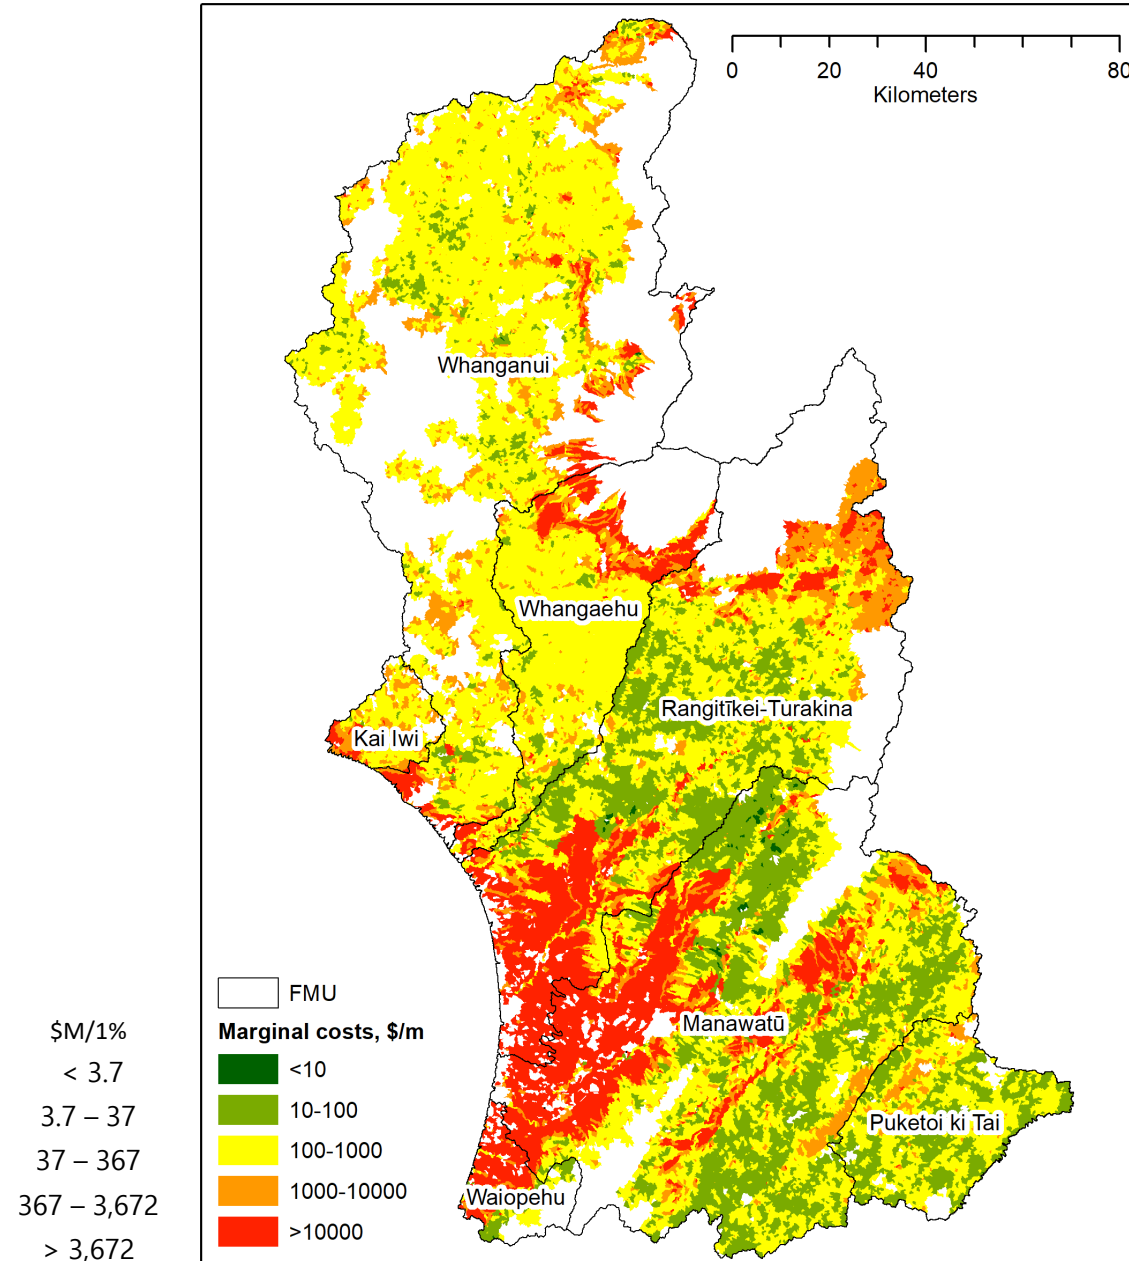 0 20 40 80
Kilometers
Whanganui
Whangaehu
Rangitīkei-Turakina
Kai Iwi
Manawatū
Puketoi ki Tai
Waiopehu
FMU
Marginal costs, $/m
<10
10-100
100-1000
1000-10000
>10000
$M/1%
< 3.7
3.7 – 37
37 – 367
367 – 3,672
> 3,672